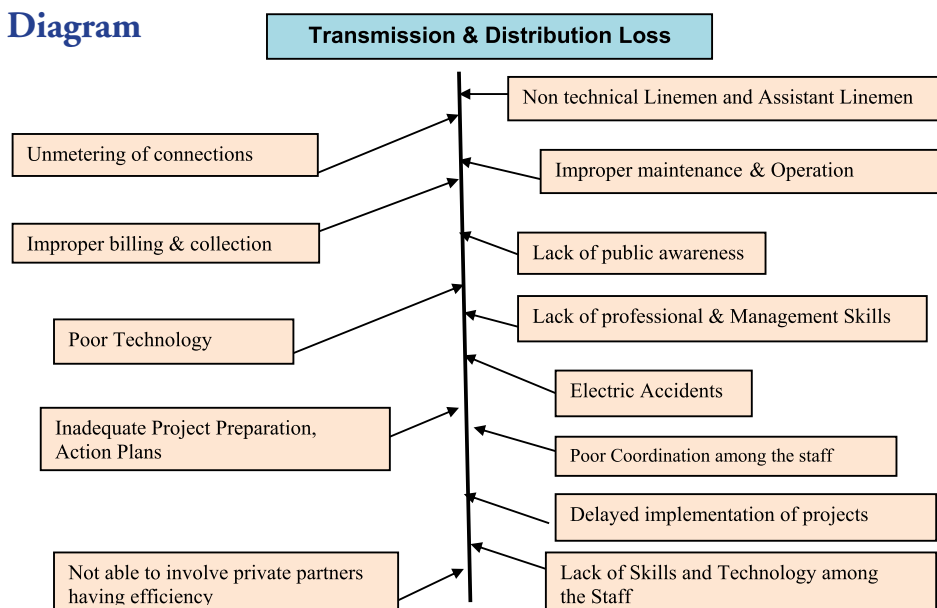 Diagram
Transmission & Distribution Loss
Non technical Linemen and Assistant Linemen
Unmetering of connections
Improper maintenance & Operation
Improper billing & collection
Lack of public awareness
Lack of professional & Management Skills
Poor Technology
Electric Accidents
Inadequate Project Preparation,
Action Plans
Poor Coordination among the staff
Delayed implementation of projects
Not able to involve private partners
having efficiency
Lack of Skills and Technology among
the Staff